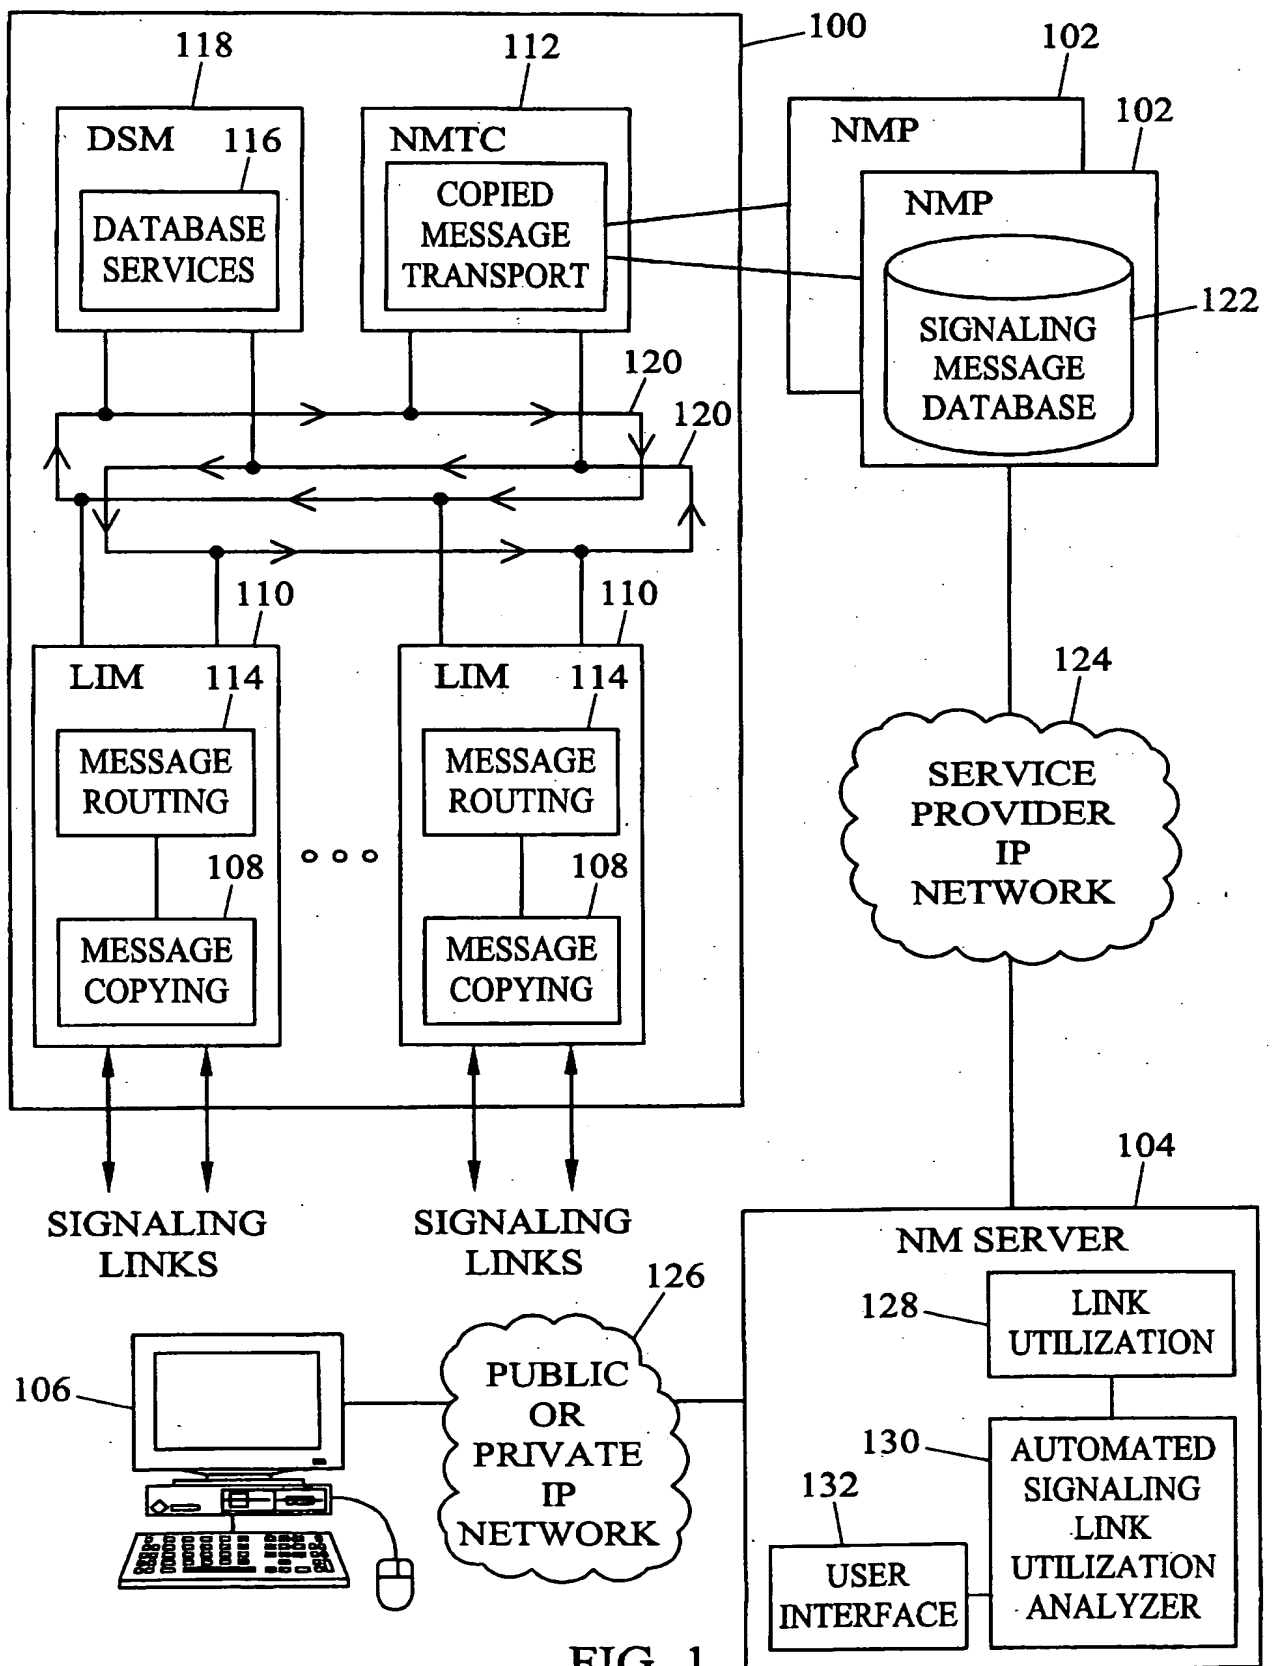 100
118
112
102
102
DSM
116
DATABASE
SERVICES
NMTC
COPIED
MESSAGE
TRANSPORT
NMP
NMP
SIGNALING
MESSAGE
DATABASE
122
120
120
110
110
LIM
114
MESSAGE
ROUTING
108
MESSAGE
COPYING
LIM
114
MESSAGE
ROUTING
108
MESSAGE
COPYING
124
SERVICE
PROVIDER
IP
NETWORK
SIGNALING
LINKS
SIGNALING
LINKS
104
NM SERVER
128
LINK
UTILIZATION
130
AUTOMATED
SIGNALING
LINK
UTILIZATION
ANALYZER
132
USER
INTERFACE
126
PUBLIC
OR
PRIVATE
IP
NETWORK
106
FIG. 1